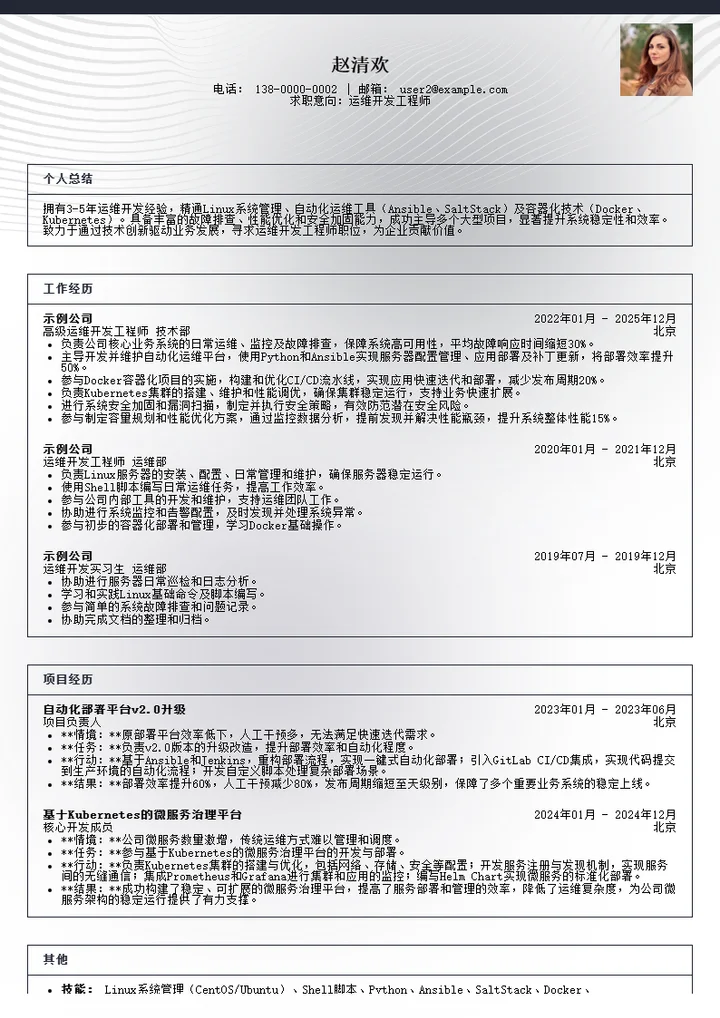 赵清欢
电话： 138-0000-0002 | 邮箱： user2@example.com
求职意向：运维开发工程师
个人总结
拥有3-5年运维开发经验，精通Linux系统管理、自动化运维工具（Ansible、SaltStack）及容器化技术（Docker、
Kubernetes）。具备丰富的故障排查、性能优化和安全加固能力，成功主导多个大型项目，显著提升系统稳定性和效率。
致力于通过技术创新驱动业务发展，寻求运维开发工程师职位，为企业贡献价值。
工作经历
示例公司 2022年01月 - 2025年12月
高级运维开发工程师 技术部 北京
• 负责公司核心业务系统的日常运维、监控及故障排查，保障系统高可用性，平均故障响应时间缩短30%。
• 主导开发并维护自动化运维平台，使用Python和Ansible实现服务器配置管理、应用部署及补丁更新，将部署效率提升
50%。
• 参与Docker容器化项目的实施，构建和优化CI/CD流水线，实现应用快速迭代和部署，减少发布周期20%。
• 负责Kubernetes集群的搭建、维护和性能调优，确保集群稳定运行，支持业务快速扩展。
• 进行系统安全加固和漏洞扫描，制定并执行安全策略，有效防范潜在安全风险。
• 参与制定容量规划和性能优化方案，通过监控数据分析，提前发现并解决性能瓶颈，提升系统整体性能15%。
示例公司 2020年01月 - 2021年12月
运维开发工程师 运维部 北京
• 负责Linux服务器的安装、配置、日常管理和维护，确保服务器稳定运行。
• 使用Shell脚本编写日常运维任务，提高工作效率。
• 参与公司内部工具的开发和维护，支持运维团队工作。
• 协助进行系统监控和告警配置，及时发现并处理系统异常。
• 参与初步的容器化部署和管理，学习Docker基础操作。
示例公司 2019年07月 - 2019年12月
运维开发实习生 运维部 北京
• 协助进行服务器日常巡检和日志分析。
• 学习和实践Linux基础命令及脚本编写。
• 参与简单的系统故障排查和问题记录。
• 协助完成文档的整理和归档。
项目经历
自动化部署平台v2.0升级 2023年01月 - 2023年06月
项目负责人 北京
• **情境：**原部署平台效率低下，人工干预多，无法满足快速迭代需求。
• **任务：**负责v2.0版本的升级改造，提升部署效率和自动化程度。
• **行动：**基于Ansible和Jenkins，重构部署流程，实现一键式自动化部署；引入GitLab CI/CD集成，实现代码提交
到生产环境的自动化流程；开发自定义脚本处理复杂部署场景。
• **结果：**部署效率提升60%，人工干预减少80%，发布周期缩短至天级别，保障了多个重要业务系统的稳定上线。
基于Kubernetes的微服务治理平台 2024年01月 - 2024年12月
核心开发成员 北京
• **情境：**公司微服务数量激增，传统运维方式难以管理和调度。
• **任务：**参与基于Kubernetes的微服务治理平台的开发与部署。
• **行动：**负责Kubernetes集群的搭建与优化，包括网络、存储、安全等配置；开发服务注册与发现机制，实现服务
间的无缝通信；集成Prometheus和Grafana进行集群和应用的监控；编写Helm Chart实现微服务的标准化部署。
• **结果：**成功构建了稳定、可扩展的微服务治理平台，提高了服务部署和管理的效率，降低了运维复杂度，为公司微
服务架构的稳定运行提供了有力支撑。
其他
• 技能： Linux系统管理（CentOS/Ubuntu）、Shell脚本、Python、Ansible、SaltStack、Docker、